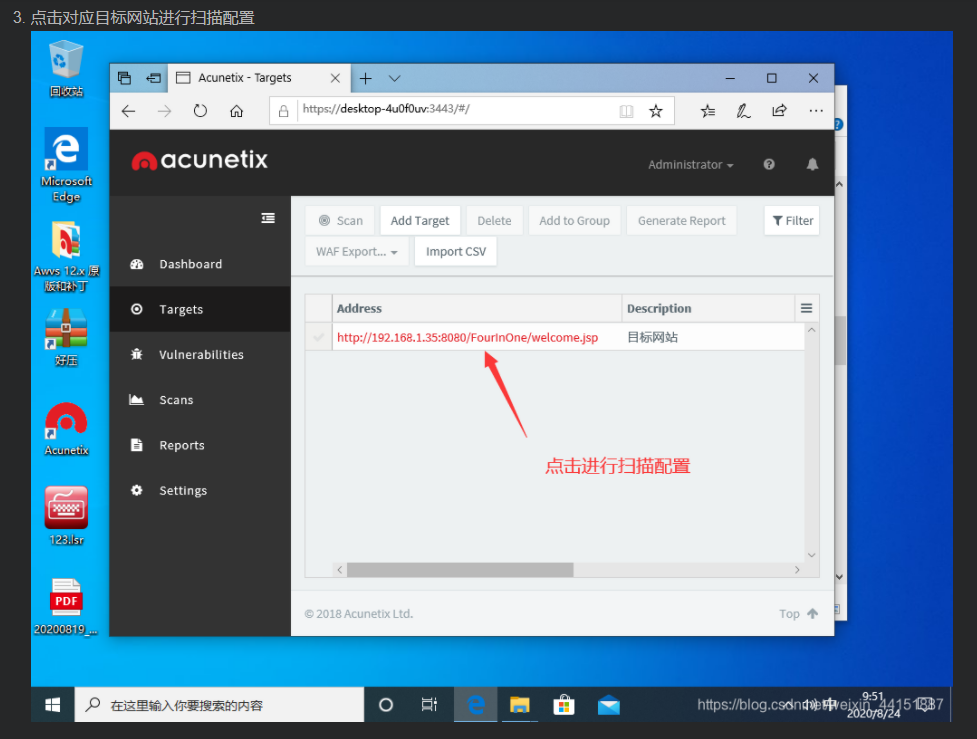 3. 点击对应目标网站进行扫描配置
回收站
Microsoft
Edge
Awvs 12.x 原
版和补丁
好压
Acunetix
123.lsr
PDF
20200819_...
Acunetix - Targets
https://desktop-4u0f0uv:3443/#/
acunetix
Administrator
Dashboard
Targets
Vulnerabilities
Scans
Reports
Settings
Scan
Add Target
Delete
Add to Group
Generate Report
Filter
WAF Export...
Import CSV
Address
Description
http://192.168.1.35:8080/FourInOne/welcome.jsp
目标网站
点击进行扫描配置
© 2018 Acunetix Ltd.
Top
在这里输入你要搜索的内容
中
9:51
2020/8/24